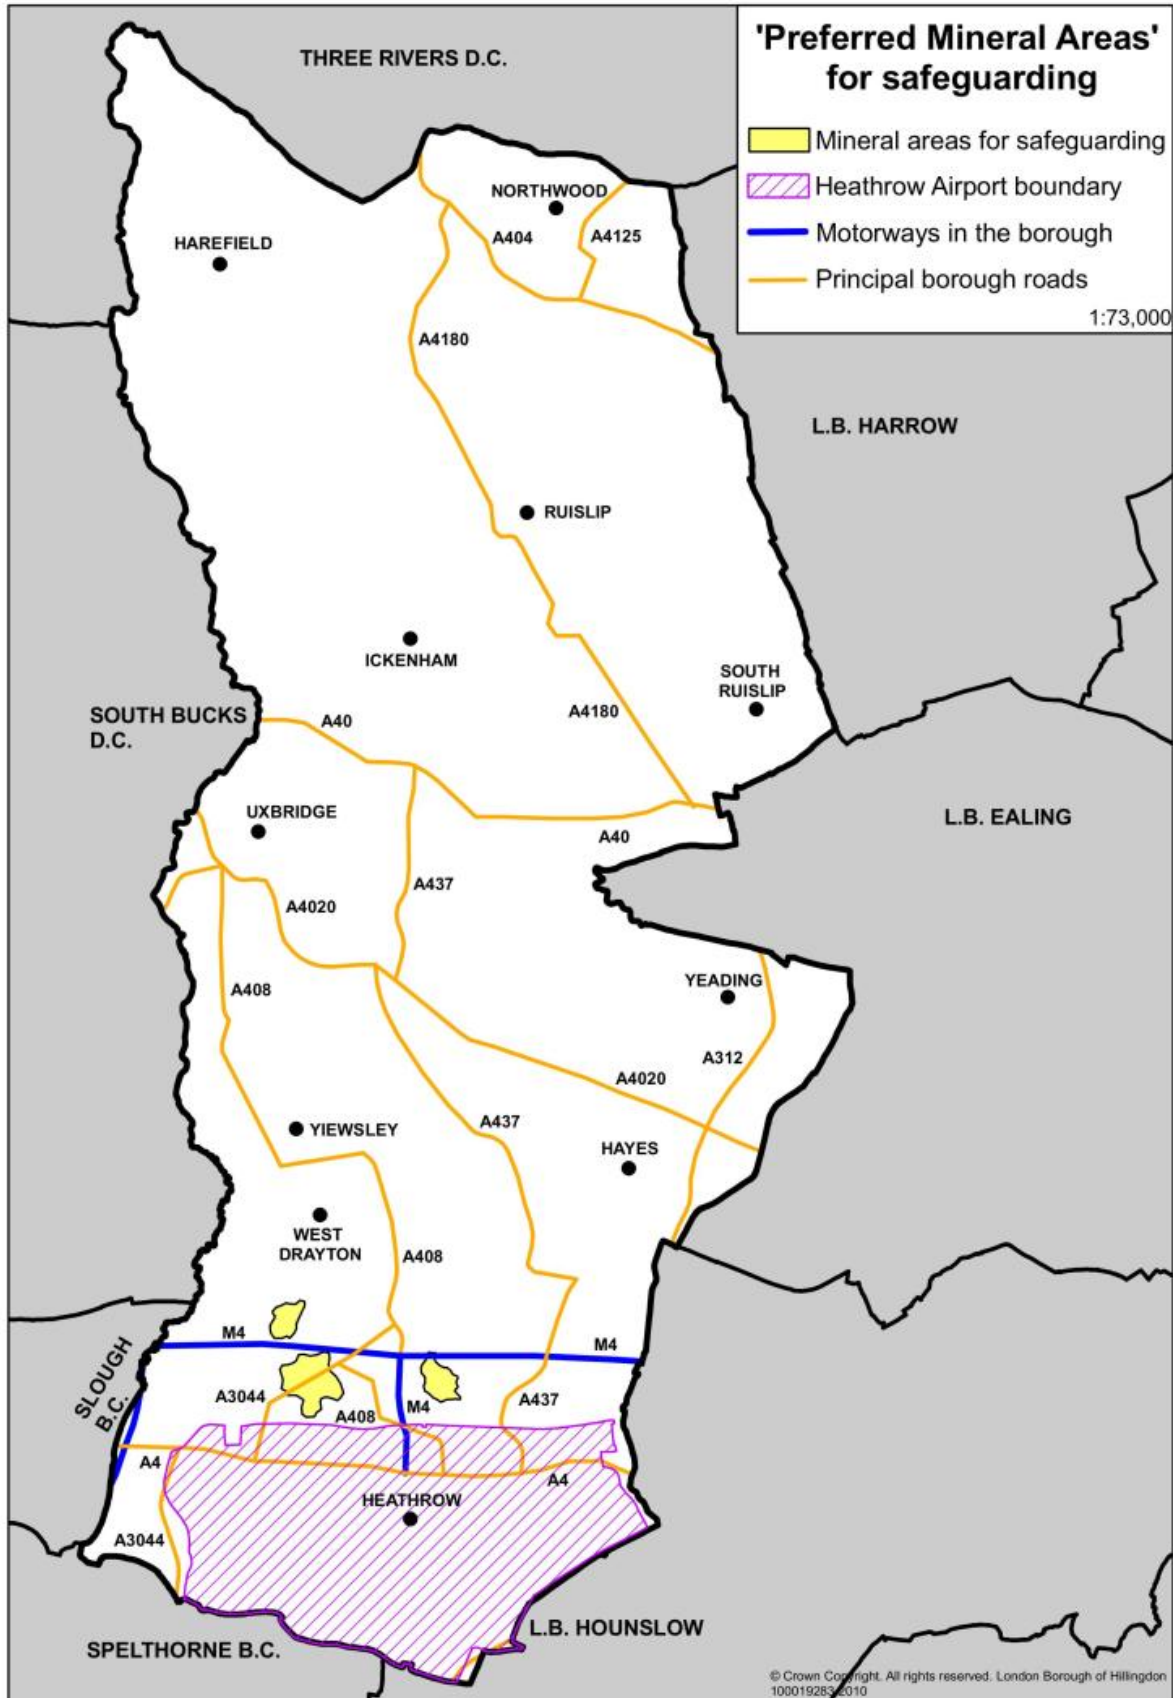 'Preferred Mineral Areas'
for safeguarding
Mineral areas for safeguarding
Heathrow Airport boundary
Motorways in the borough
Principal borough roads
1:73,000
THREE RIVERS D.C.
NORTHWOOD
A404
A4125
HAREFIELD
A4180
L.B. HARROW
RUISLIP
ICKENHAM
SOUTH
RUISLIP
A4180
SOUTH BUCKS
D.C.
A40
UXBRIDGE
A40
L.B. EALING
A437
A4020
YEADING
A408
A312
A4020
A437
YIEWSLEY
HAYES
WEST
DRAYTON
A408
M4
M4
SLOUGH
B.C.
A3044
A408
M4
A437
A4
A4
HEATHROW
A3044
L.B. HOUNSLOW
SPELTHORNE B.C.
© Crown Copyright. All rights reserved. London Borough of Hillingdon
100019283 2010